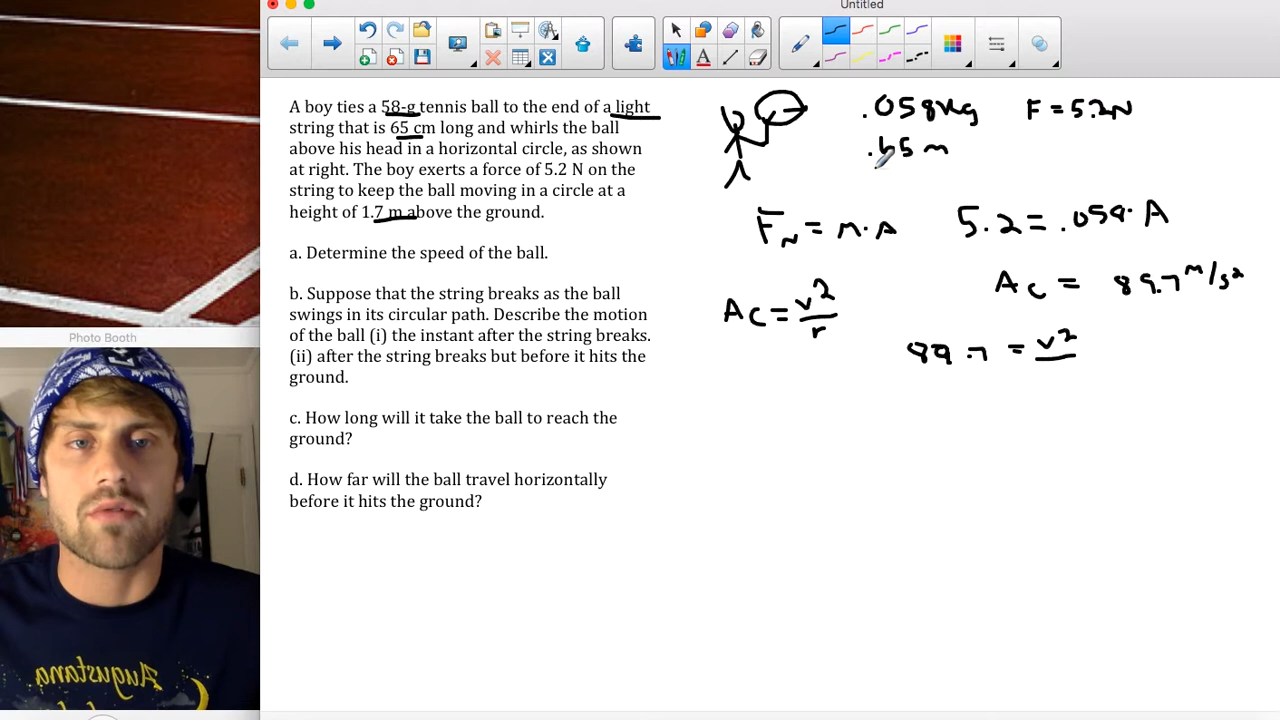 Untitled
A boy ties a 58-g tennis ball to the end of a light
string that is 65 cm long and whirls the ball
above his head in a horizontal circle, as shown
at right. The boy exerts a force of 5.2 N on the
string to keep the ball moving in a circle at a
height of 1.7 m above the ground.
a. Determine the speed of the ball.
b. Suppose that the string breaks as the ball
swings in its circular path. Describe the motion
of the ball (i) the instant after the string breaks.
(ii) after the string breaks but before it hits the
ground.
c. How long will it take the ball to reach the
ground?
d. How far will the ball travel horizontally
before it hits the ground?
.058kg F = 5.2N
.65 m
FN = m·A 5.2 = .058· A
Ac = 89.7 m/s²
Ac = v²/r
89.7 = v²
Photo Booth
Augustana